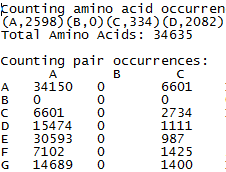 Counting amino acid occurren
(A,2598)(B,0)(C,334)(D,2082)
Total Amino Acids: 34635
Counting pair occurrences:
A B C
A 34150 0 6601
B 0 0 0
C 6601 0 2734
D 15474 0 1111
E 30593 0 987
F 7102 0 1425
G 14689 0 1400